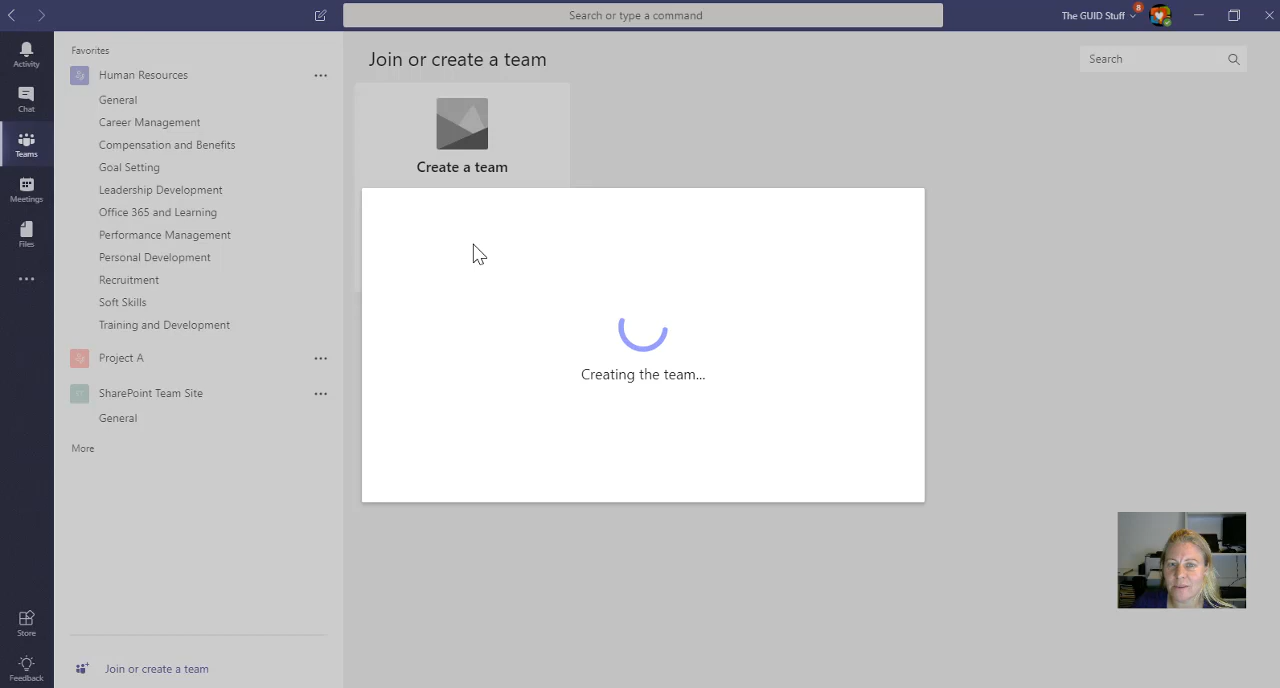 Search or type a command
The GUID Stuff
8
Activity
Chat
Teams
Meetings
Files
Store
Feedback
Favorites
Human Resources
General
Career Management
Compensation and Benefits
Goal Setting
Leadership Development
Office 365 and Learning
Performance Management
Personal Development
Recruitment
Soft Skills
Training and Development
Project A
SharePoint Team Site
General
More
Join or create a team
Join or create a team
Search
Create a team
Creating the team...